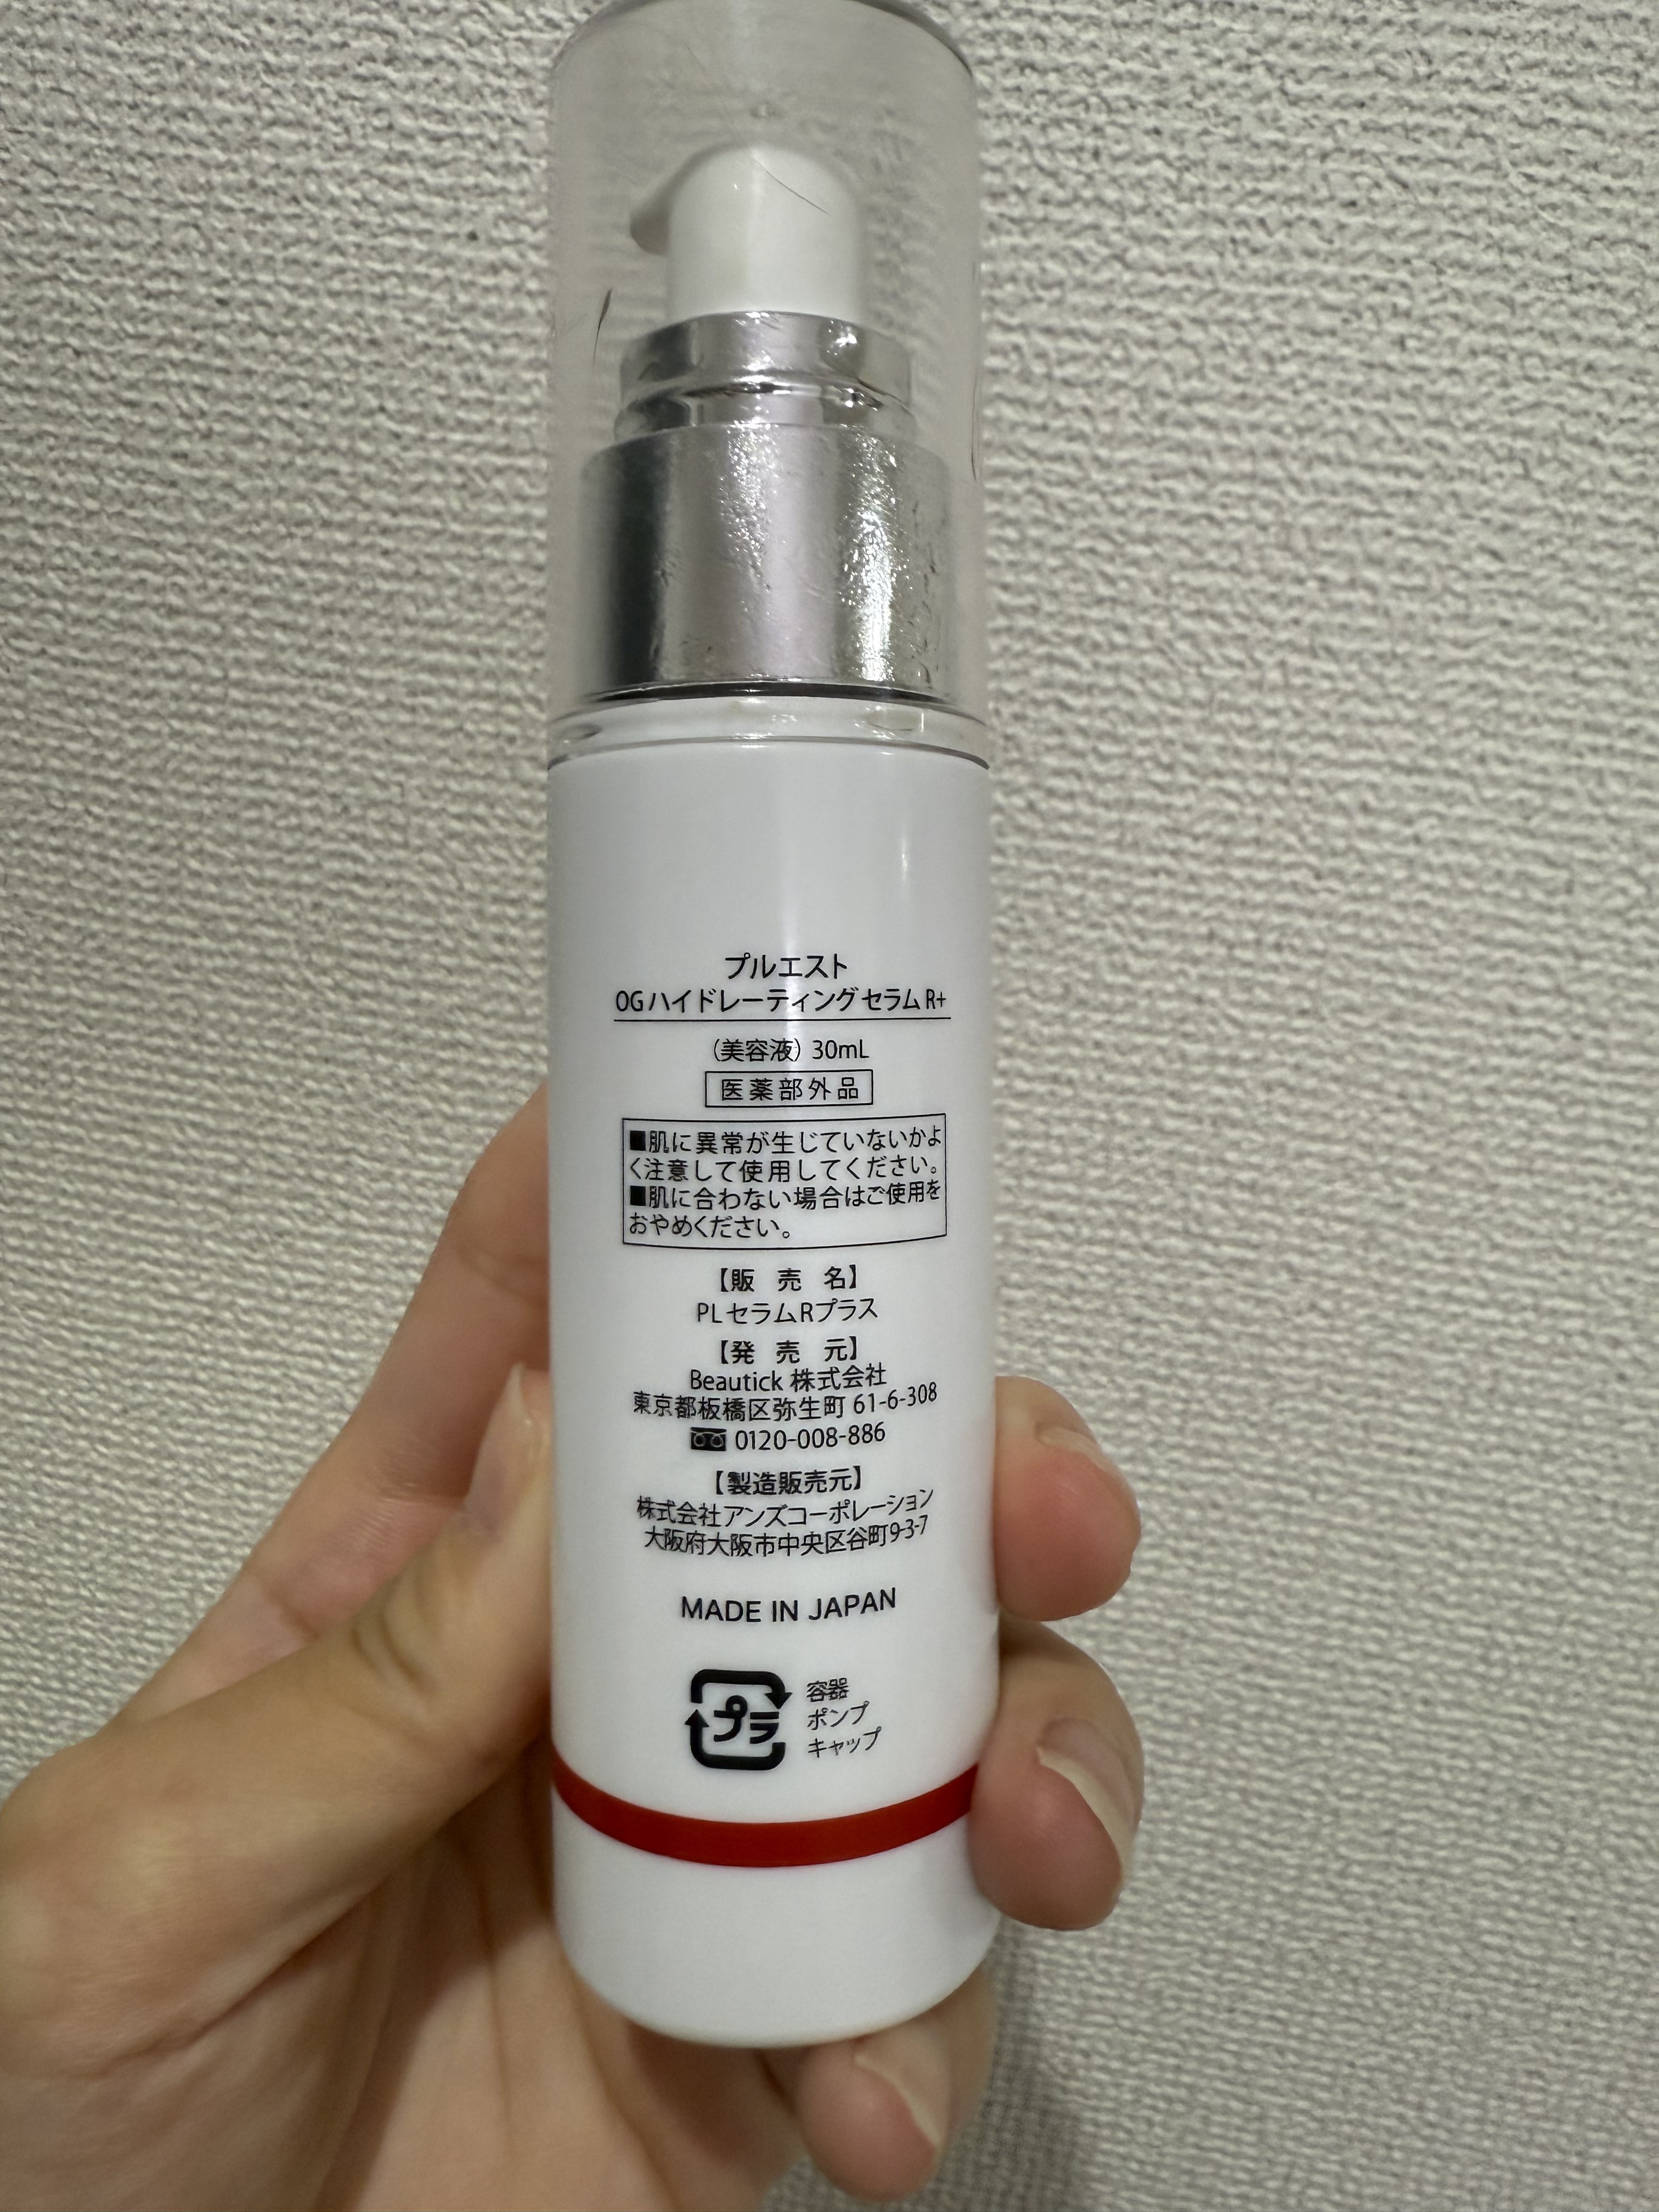 プルエスト
OGハイドレーティングセラムR+
(美容液) 30mL
医薬部外品
■肌に異常が生じていないかよ
く注意して使用してください。
■肌に合わない場合はご使用を
おやめください。
【販売名】
PLセラムRプラス
【発売元】
Beautick 株式会社
東京都板橋区弥生町 61-6-308
0120-008-886
【製造販売元】
株式会社アンズコーポレーション
大阪府大阪市中央区谷町9-3-7
MADE IN JAPAN
プラ
容器
ポンプ
キャップ